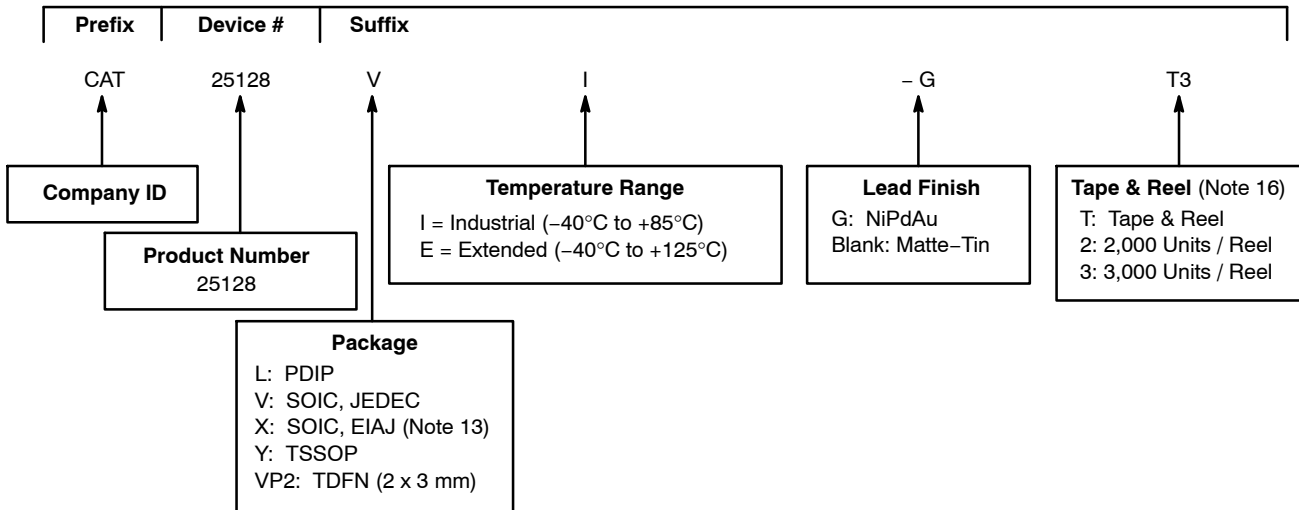 Prefix Device # Suffix
CAT 25128 V I – G T3
Company ID
Product Number
25128
Package
L: PDIP
V: SOIC, JEDEC
X: SOIC, EIAJ (Note 13)
Y: TSSOP
VP2: TDFN (2 x 3 mm)
Temperature Range
I = Industrial (−40°C to +85°C)
E = Extended (−40°C to +125°C)
Lead Finish
G: NiPdAu
Blank: Matte−Tin
Tape & Reel (Note 16)
T: Tape & Reel
2: 2,000 Units / Reel
3: 3,000 Units / Reel